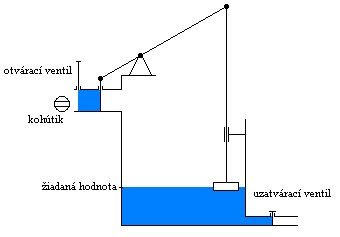 otvárací ventil
kohútik
žiadaná hodnota
uzatvárací ventil